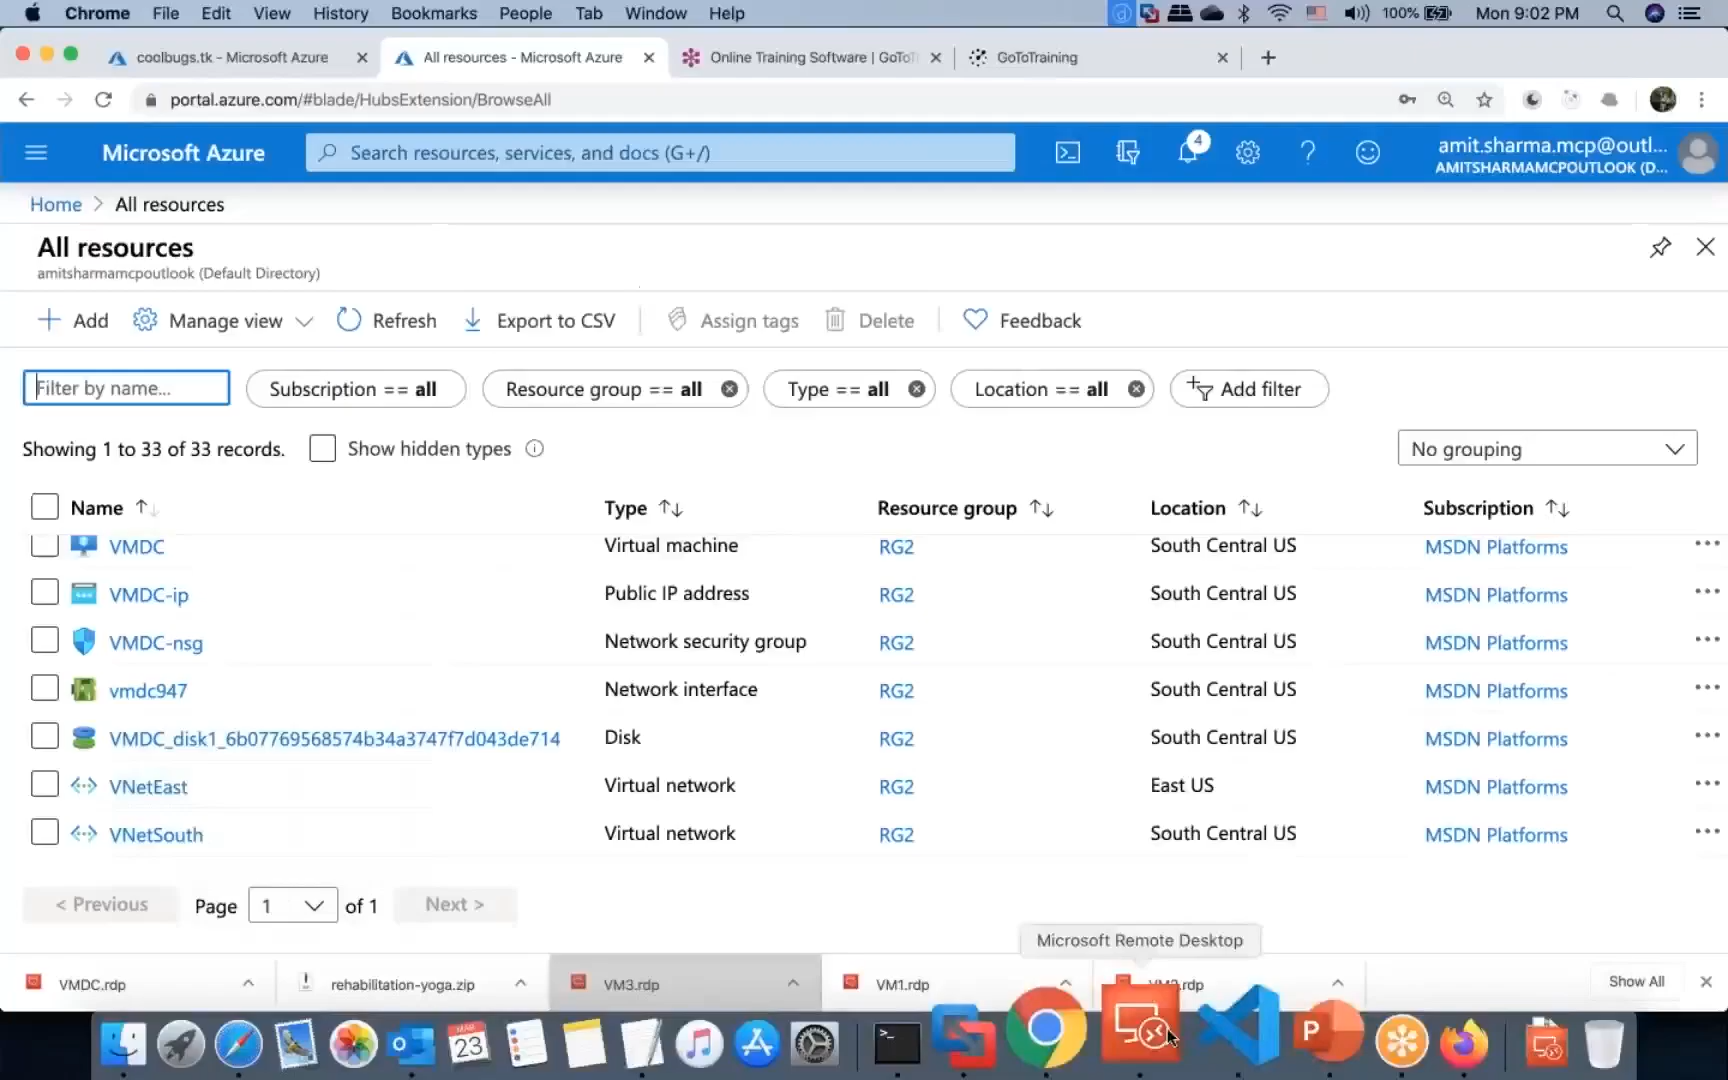 Chrome File Edit View History Bookmarks People Tab Window Help 100% Mon 9:02 PM
coolbugs.tk - Microsoft Azure All resources - Microsoft Azure Online Training Software | GoToT GoToTraining
portal.azure.com/#blade/HubsExtension/BrowseAll
Microsoft Azure Search resources, services, and docs (G+/) 4 amit.sharma.mcp@outl...
AMITSHARMAMCPOUTLOOK (D...
Home > All resources
All resources
amitsharmamcpoutlook (Default Directory)
Add Manage view Refresh Export to CSV Assign tags Delete Feedback
Filter by name... Subscription == all Resource group == all Type == all Location == all Add filter
Showing 1 to 33 of 33 records. Show hidden types No grouping
Name Type Resource group Location Subscription
VMDC Virtual machine RG2 South Central US MSDN Platforms
VMDC-ip Public IP address RG2 South Central US MSDN Platforms
VMDC-nsg Network security group RG2 South Central US MSDN Platforms
vmdc947 Network interface RG2 South Central US MSDN Platforms
VMDC_disk1_6b07769568574b34a3747f7d043de714 Disk RG2 South Central US MSDN Platforms
VNetEast Virtual network RG2 East US MSDN Platforms
VNetSouth Virtual network RG2 South Central US MSDN Platforms
< Previous Page 1 of 1 Next >
Microsoft Remote Desktop
VMDC.rdp rehabilitation-yoga.zip VM3.rdp VM1.rdp Show All
MAR
23